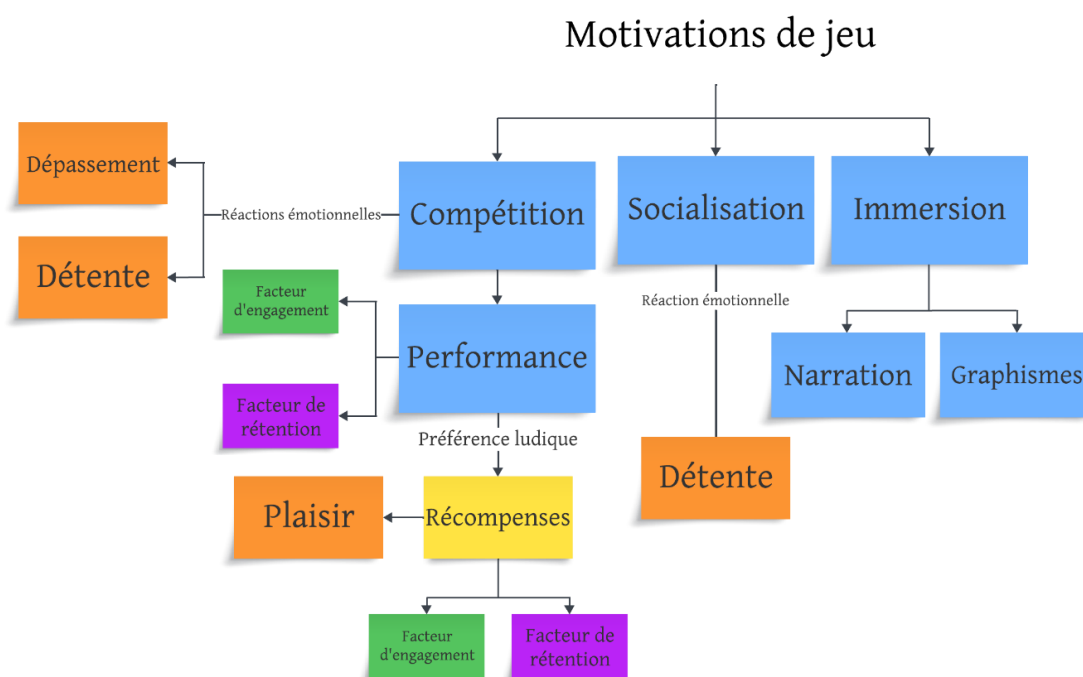 Motivations de jeu
Dépassement
Réactions émotionnelles
Compétition
Socialisation
Immersion
Détente
Facteur
d'engagement
Réaction émotionnelle
Performance
Narration
Graphismes
Facteur de
rétention
Préférence ludique
Détente
Plaisir
Récompenses
Facteur
d'engagement
Facteur de
rétention